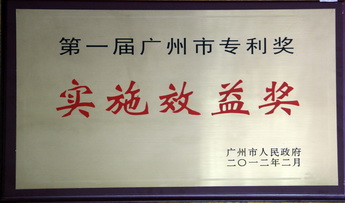 第一届广州市专利奖
实施效益奖
广州市人民政府
二〇一二年二月